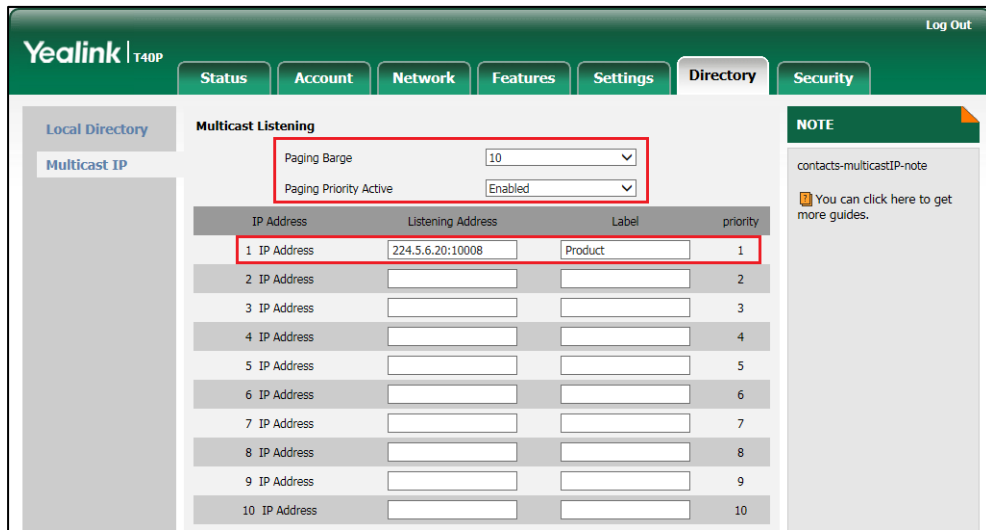 Log Out
Yealink T40P
Status Account Network Features Settings Directory Security
Local Directory
Multicast IP
Multicast Listening
Paging Barge 10
Paging Priority Active Enabled
IP Address Listening Address Label priority
1 IP Address 224.5.6.20:10008 Product 1
2 IP Address 2
3 IP Address 3
4 IP Address 4
5 IP Address 5
6 IP Address 6
7 IP Address 7
8 IP Address 8
9 IP Address 9
10 IP Address 10
NOTE
contacts-multicastIP-note
You can click here to get
more guides.